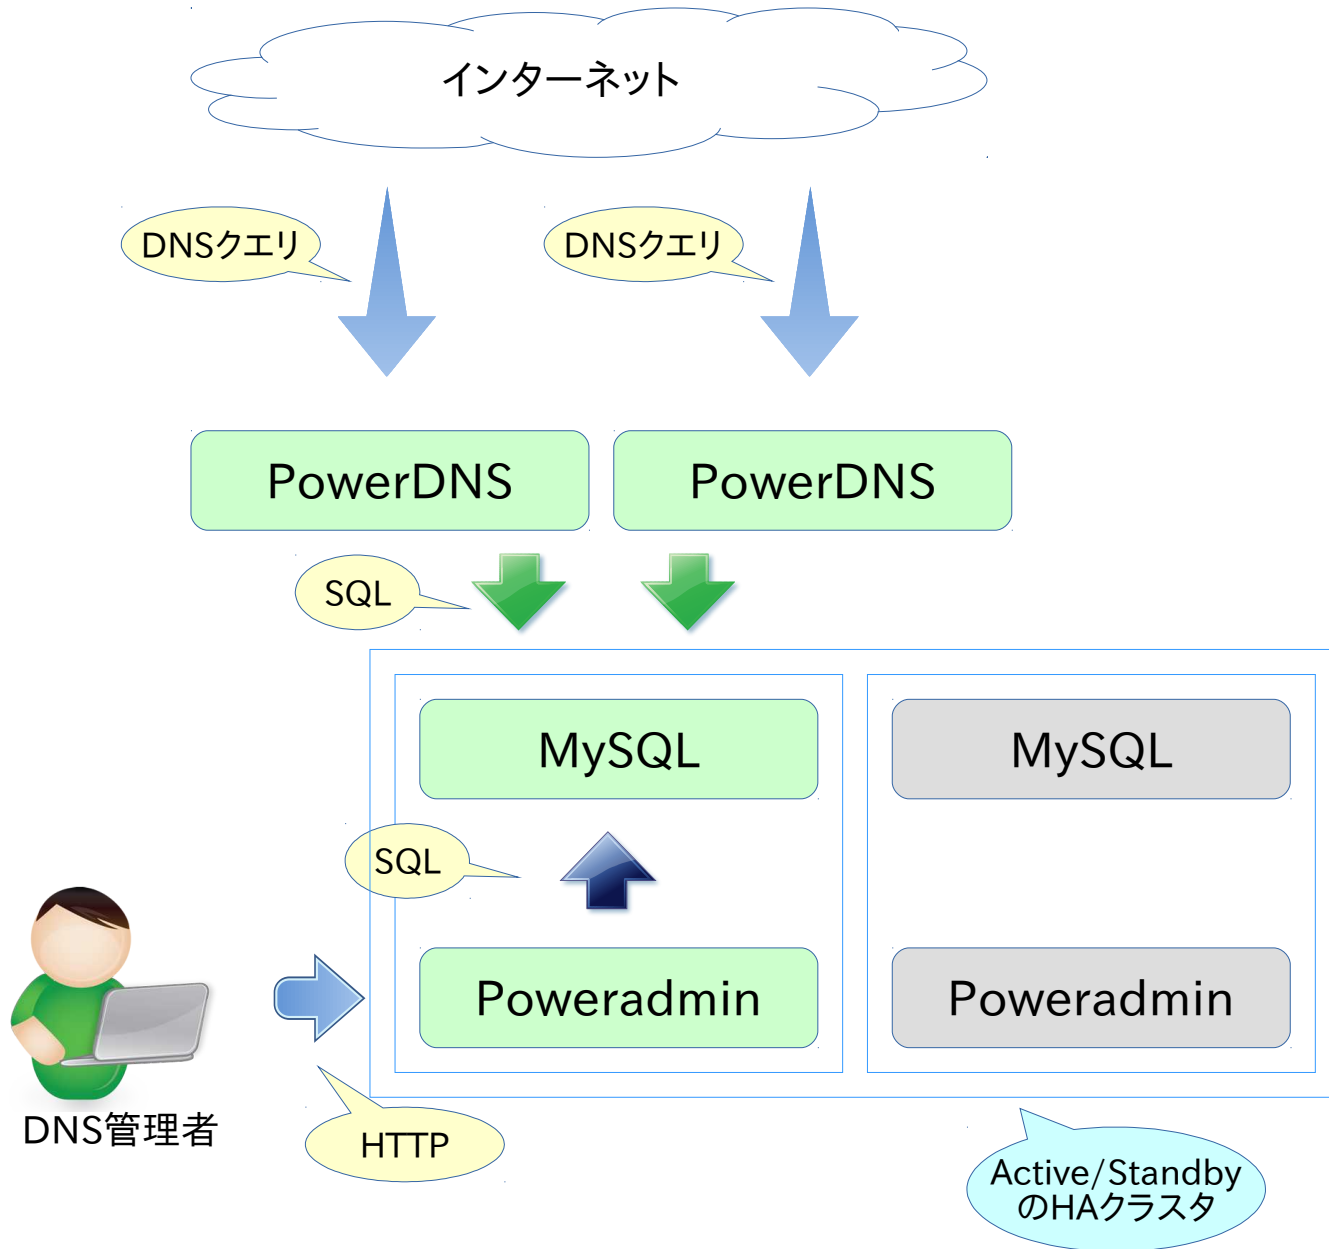 インターネット
DNSクエリ
DNSクエリ
PowerDNS
PowerDNS
SQL
MySQL
MySQL
SQL
Poweradmin
Poweradmin
DNS管理者
HTTP
Active/Standby
のHAクラスタ